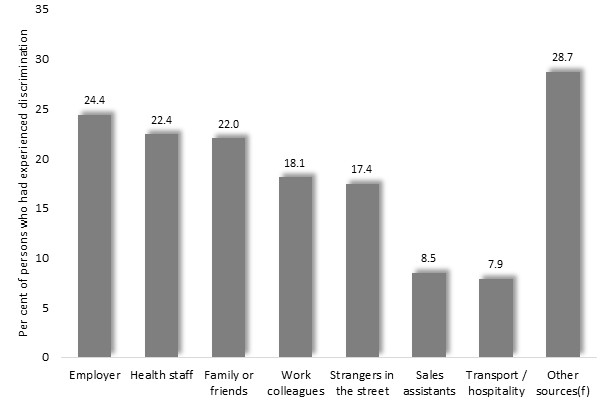 35
30
25
20
15
10
5
0
Per cent of persons who had experienced discrimination
24.4
22.4
22.0
18.1
17.4
8.5
7.9
28.7
Employer
Health staff
Family or
friends
Work
colleagues
Strangers in
the street
Sales
assistants
Transport /
hospitality
Other
sources(f)